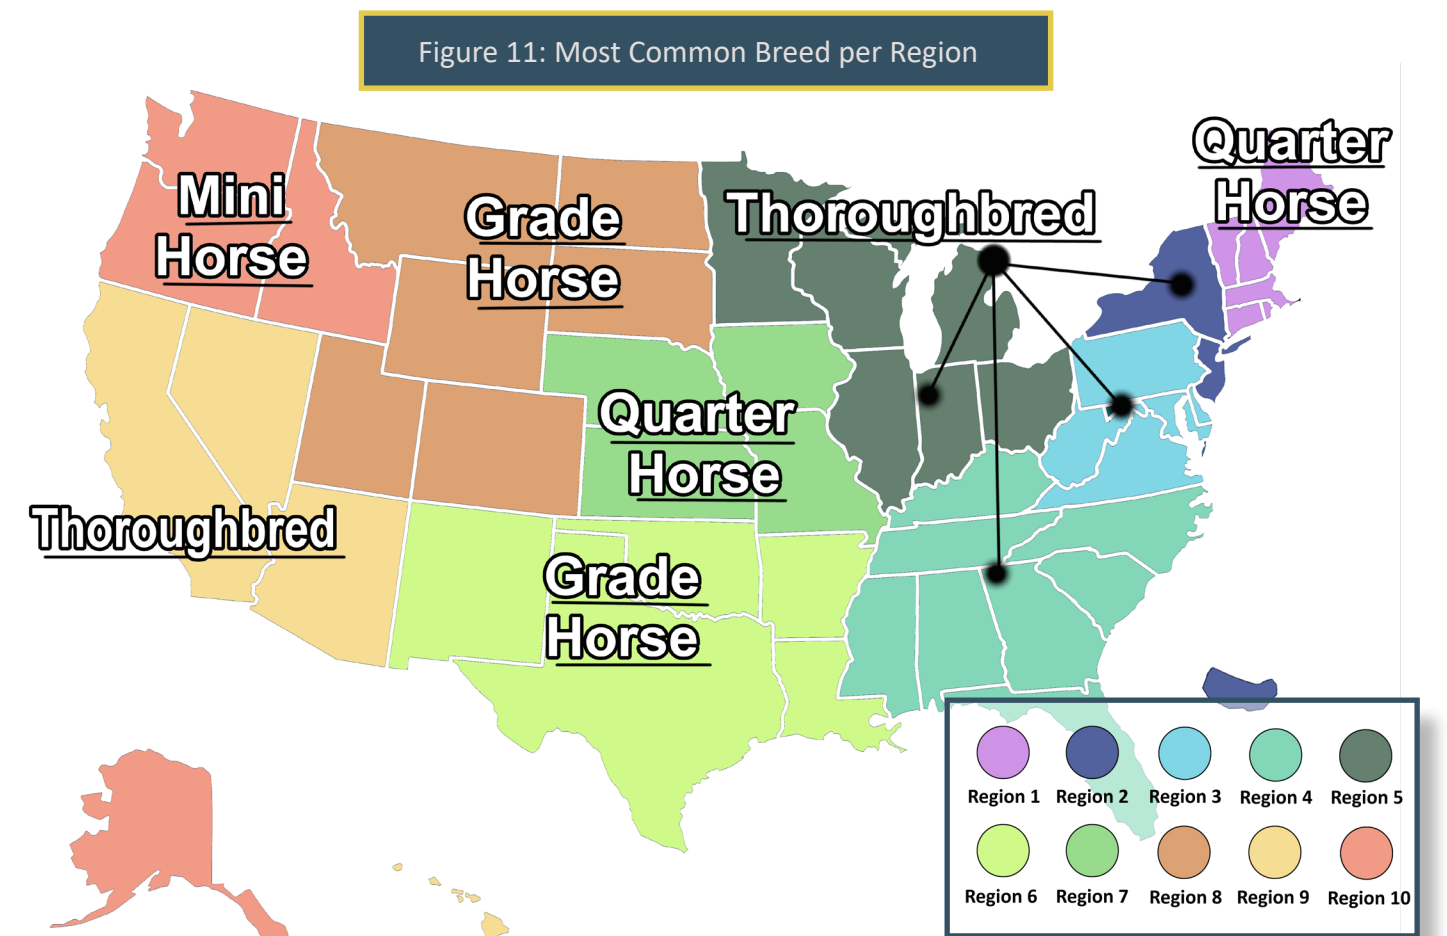 Figure 11: Most Common Breed per Region
Quarter
Horse
Mini
Horse
Grade
Horse
Thoroughbred
Quarter
Horse
Thoroughbred
Grade
Horse
Region 1 Region 2 Region 3 Region 4 Region 5
Region 6 Region 7 Region 8 Region 9 Region 10